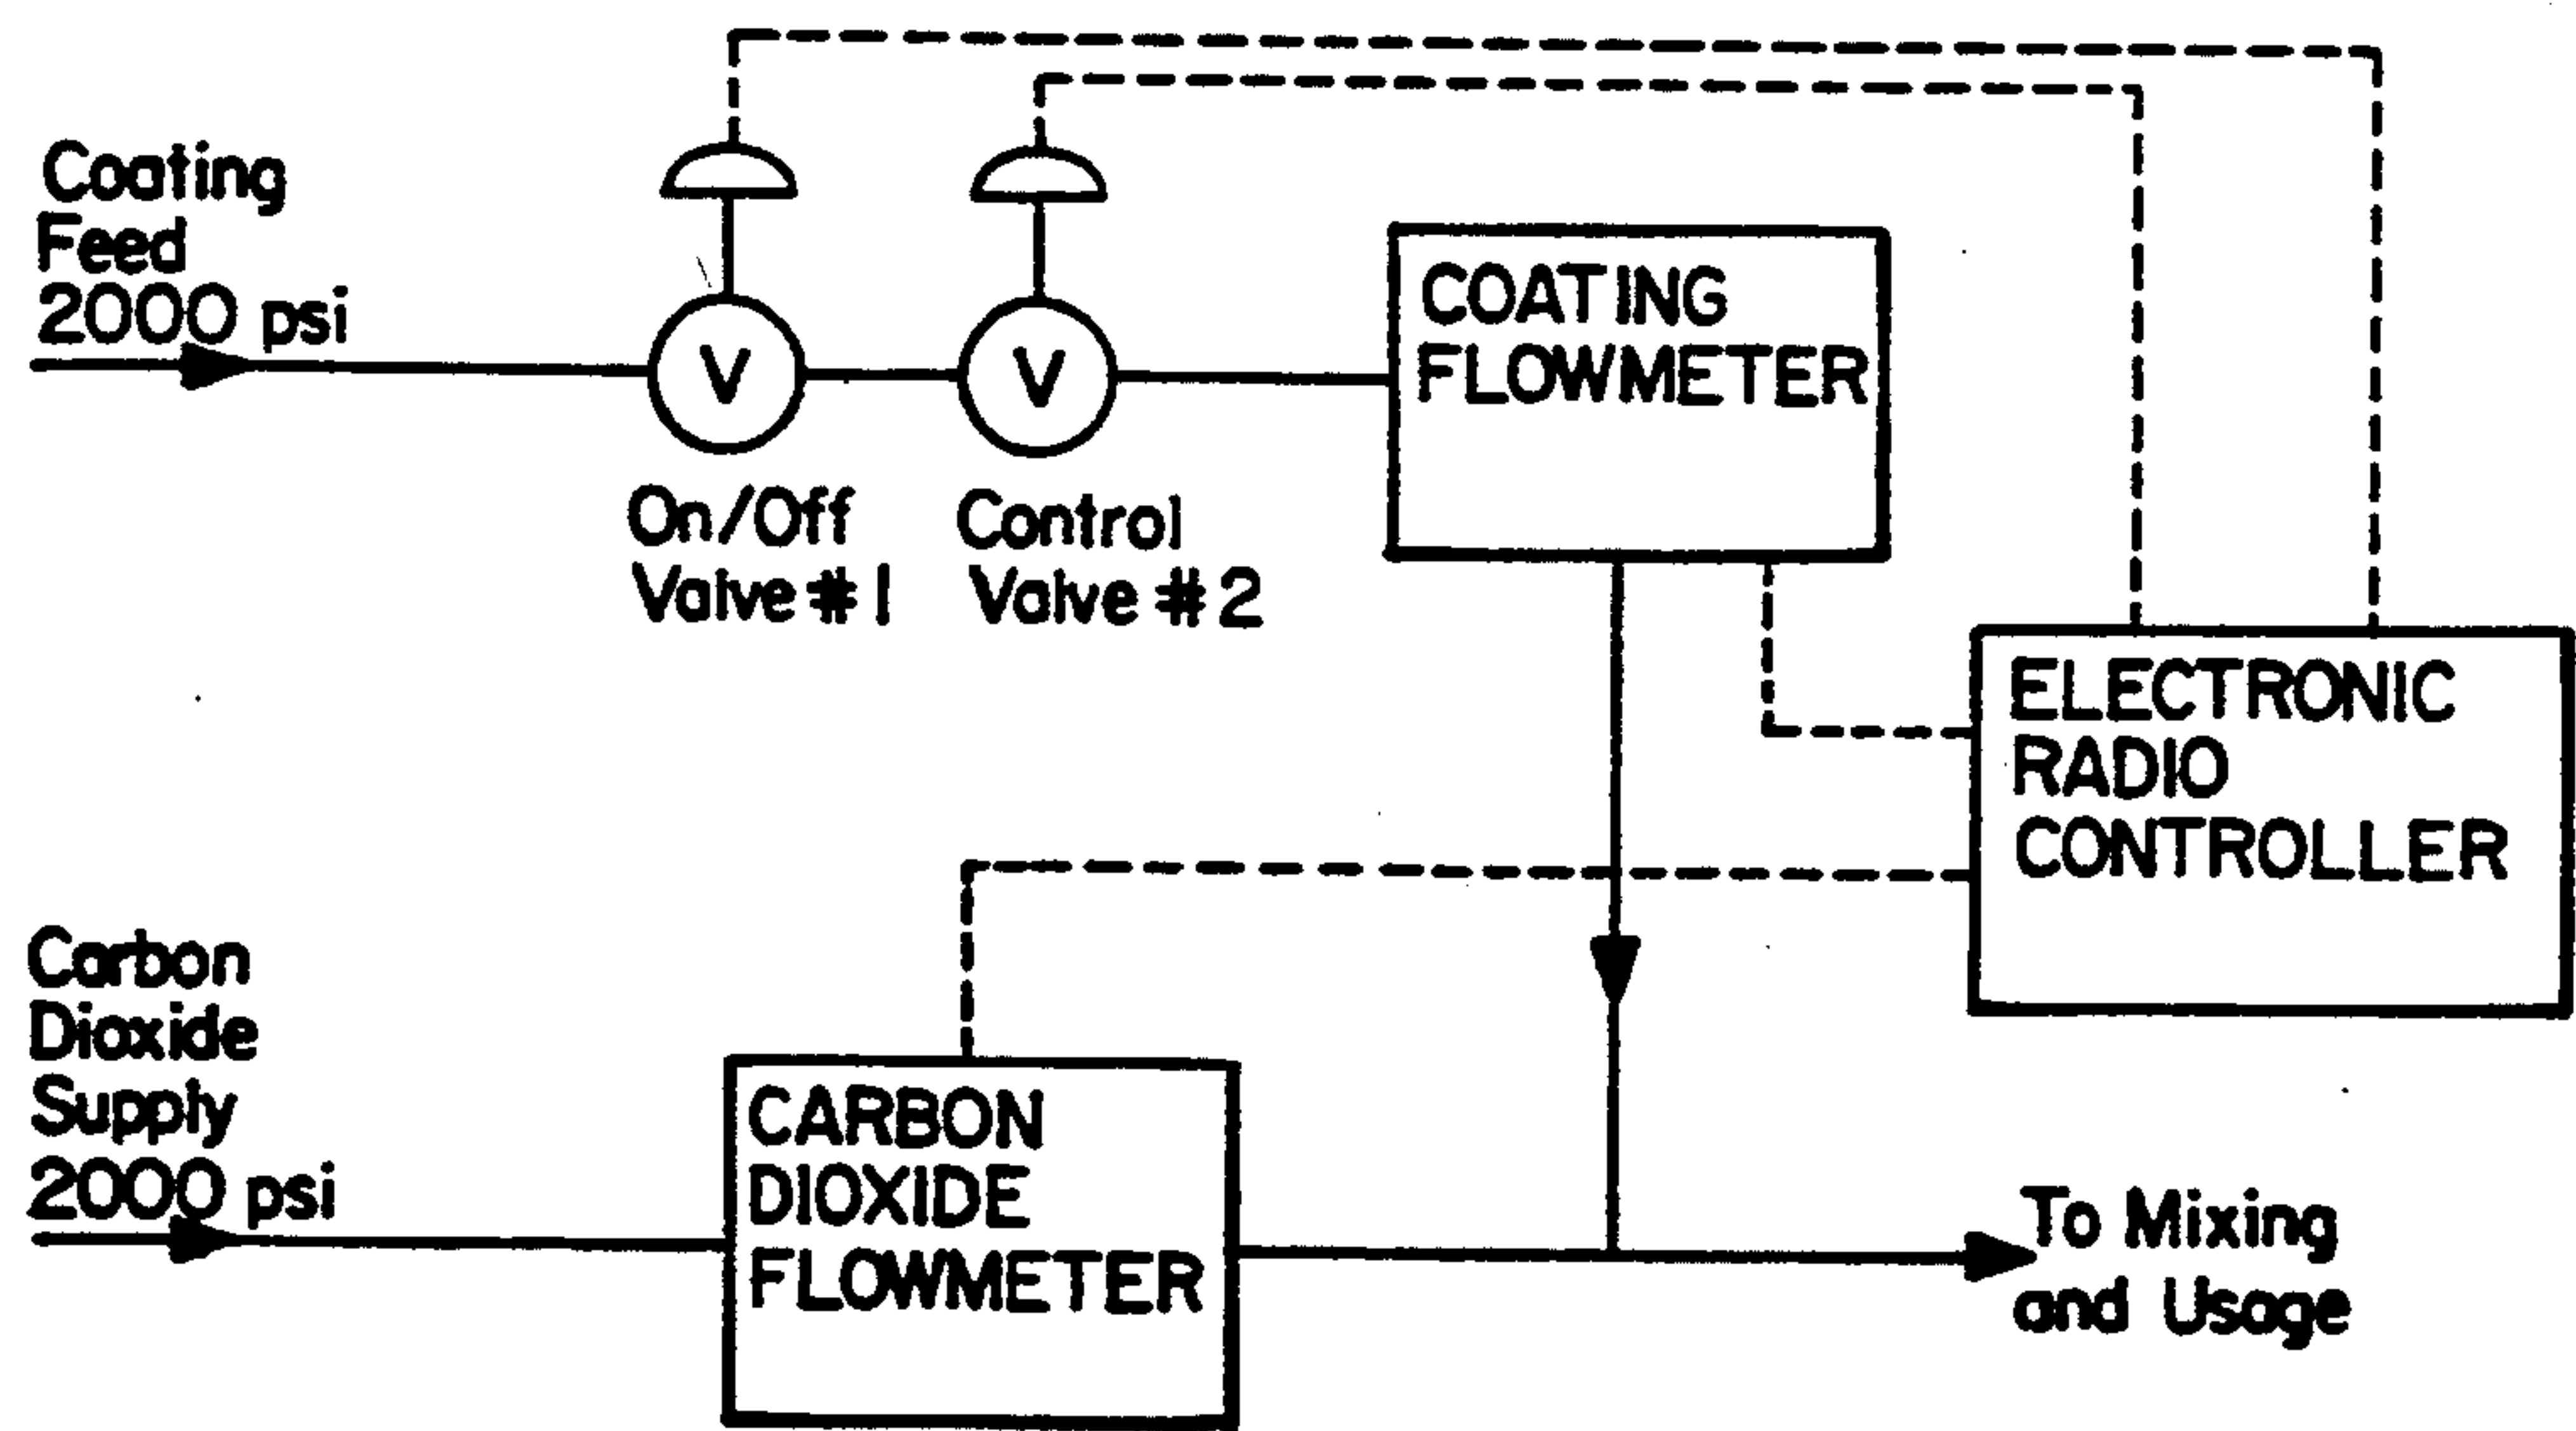 Coating
Feed
2000 psi
V
V
On/Off
Valve #1
Control
Valve #2
COATING
FLOWMETER
ELECTRONIC
RADIO
CONTROLLER
Carbon
Dioxide
Supply
2000 psi
CARBON
DIOXIDE
FLOWMETER
To Mixing
and Usage